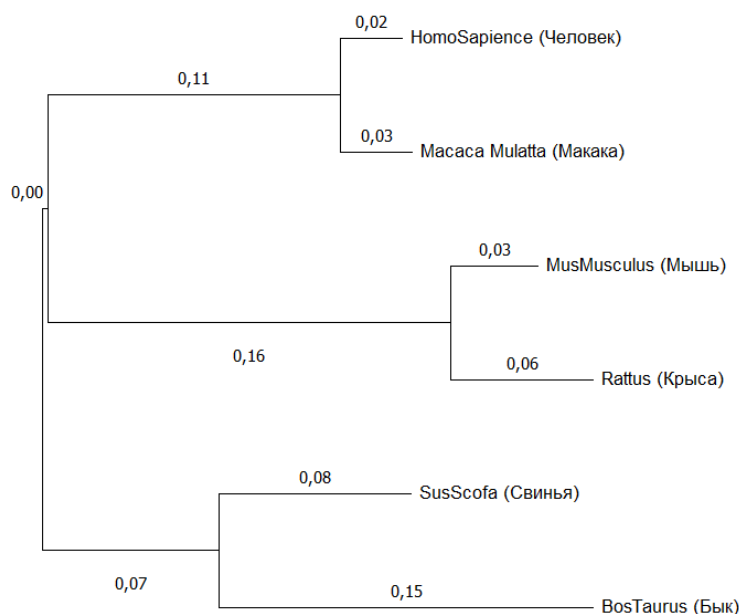 0,02
HomoSapience (Человек)
0,11
0,03
Macaca Mulatta (Макака)
0,00
0,03
MusMusculus (Мышь)
0,16
0,06
Rattus (Крыса)
0,08
SusScofa (Свинья)
0,07
0,15
BosTaurus (Бык)